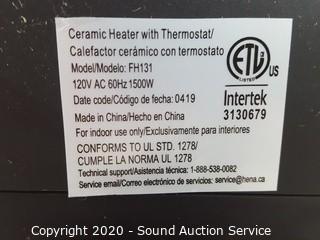 Ceramic Heater with Thermostat/
Calefactor cerámico con termostato
Model/Modelo: FH131
120V AC 60Hz 1500W
Date code/Código de fecha: 0419
Made in China/Hecho en China
For indoor use only/Exclusivamente para interiores
CONFORMS TO UL STD. 1278/
CUMPLE LA NORMA UL 1278
Technical support/Asistencia técnica: 1-888-538-0082
Service email/Correo electrónico de servicios: service@hena.ca
ETL
LISTED
US
Intertek
3130679
Copyright 2020 - Sound Auction Service